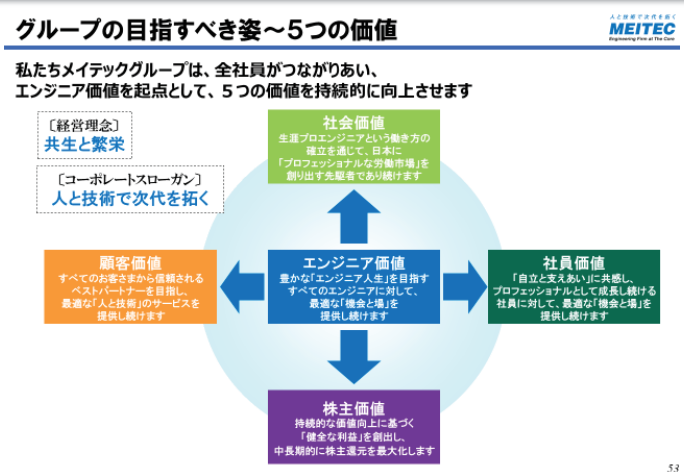 グループの目指すべき姿～5つの価値
人と技術で次代を拓く
MEITEC
Engineering Firm at The Core
私たちメイテックグループは、全社員がつながりあい、
エンジニア価値を起点として、５つの価値を持続的に向上させます
〔経営理念〕
共生と繁栄
〔コーポレートスローガン〕
人と技術で次代を拓く
社会価値
生涯プロエンジニアという働き方の
確立を通じて、日本に
「プロフェッショナルな労働市場」を
創り出す先駆者であり続けます
顧客価値
すべてのお客さまから信頼される
ベストパートナーを目指し、
最適な「人と技術」のサービスを
提供し続けます
エンジニア価値
豊かな「エンジニア人生」を目指す
すべてのエンジニアに対して、
最適な「機会と場」を
提供し続けます
社員価値
「自立と支えあい」に共感し、
プロフェッショナルとして成長し続ける
社員に対して、最適な「機会と場」を
提供し続けます
株主価値
持続的な価値向上に基づく
「健全な利益」を創出し、
中長期的に株主還元を最大化します
53